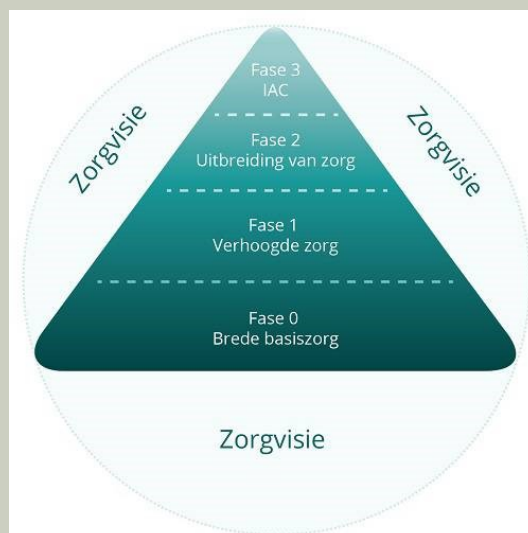 Fase 3
IAC
Zorgvisie
Zorgvisie
Fase 2
Uitbreiding van zorg
Fase 1
Verhoogde zorg
Fase 0
Brede basiszorg
Zorgvisie